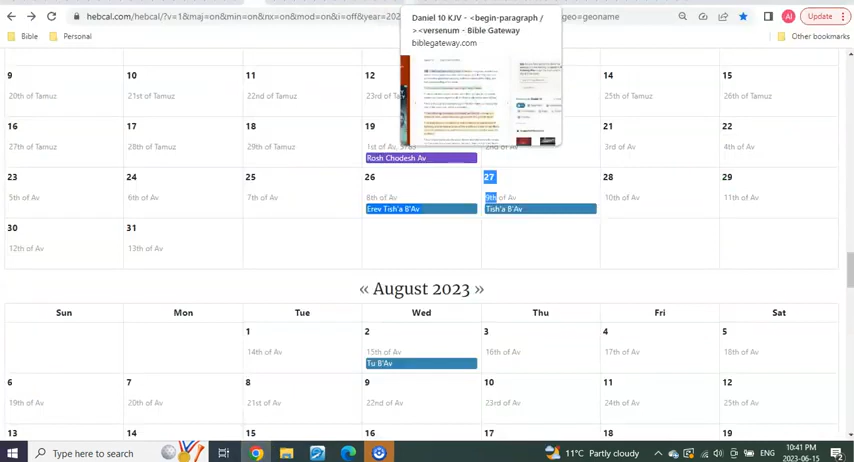 hebcal.com/hebcal/?v=1&maj=on&min=on&nx=on&mod=on&i=off&year=202
geo=geoname
AI
Update
Bible
Personal
Other bookmarks
Daniel 10 KJV - <begin-paragraph /
><versenum - Bible Gateway
biblegateway.com
9 10 11 12 14 15
20th of Tamuz 21st of Tamuz 22nd of Tamuz 23rd of 25th of Tamuz 26th of Tamuz
16 17 18 19 21 22
27th of Tamuz 28th of Tamuz 29th of Tamuz 1st of Av, 5783 2nd of Av 3rd of Av 4th of Av
Rosh Chodesh Av
23 24 25 26 27 28 29
5th of Av 6th of Av 7th of Av 8th of Av 9th of Av 10th of Av 11th of Av
Erev Tish'a B'Av Tish'a B'Av
30 31
12th of Av 13th of Av
« August 2023 »
Sun Mon Tue Wed Thu Fri Sat
1 2 3 4 5
14th of Av 15th of Av 16th of Av 17th of Av 18th of Av
Tu B'Av
6 7 8 9 10 11 12
19th of Av 20th of Av 21st of Av 22nd of Av 23rd of Av 24th of Av 25th of Av
13 14 15 16 17 18 19
Type here to search
11°C Partly cloudy
ENG
10:41 PM
2023-06-15
2